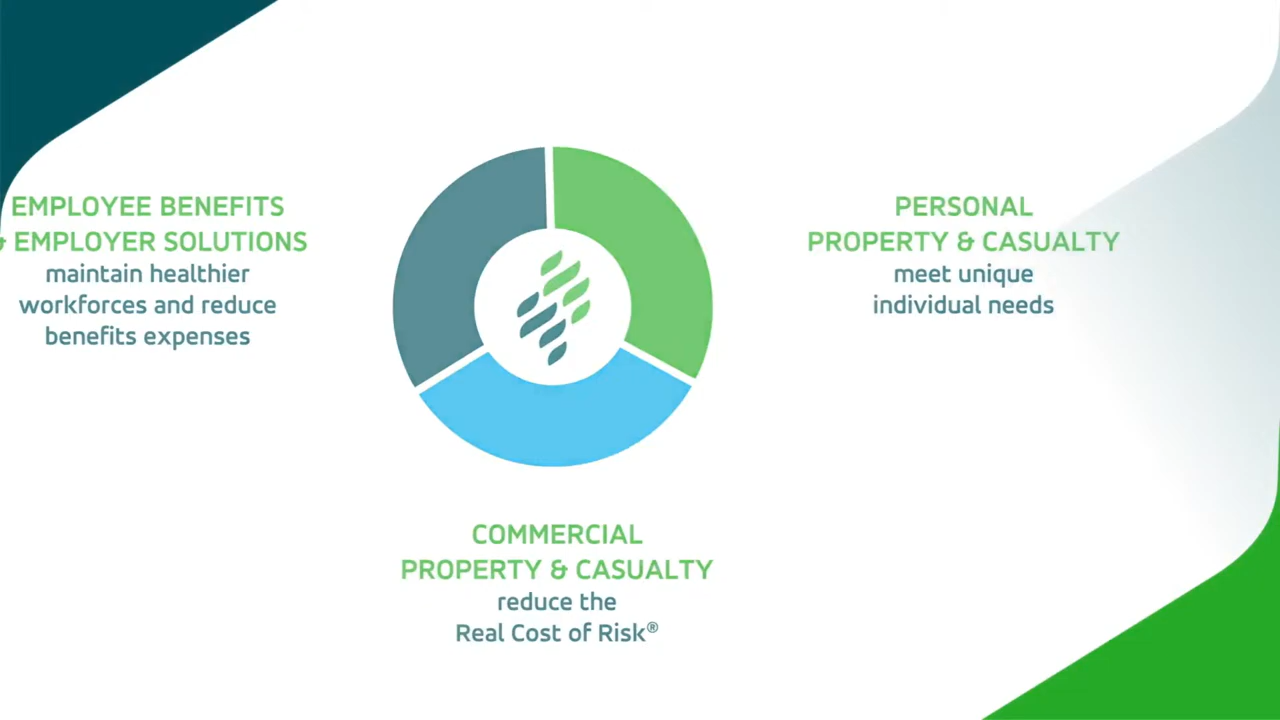 EMPLOYEE BENEFITS
& EMPLOYER SOLUTIONS
maintain healthier
workforces and reduce
benefits expenses
PERSONAL
PROPERTY & CASUALTY
meet unique
individual needs
COMMERCIAL
PROPERTY & CASUALTY
reduce the
Real Cost of Risk®